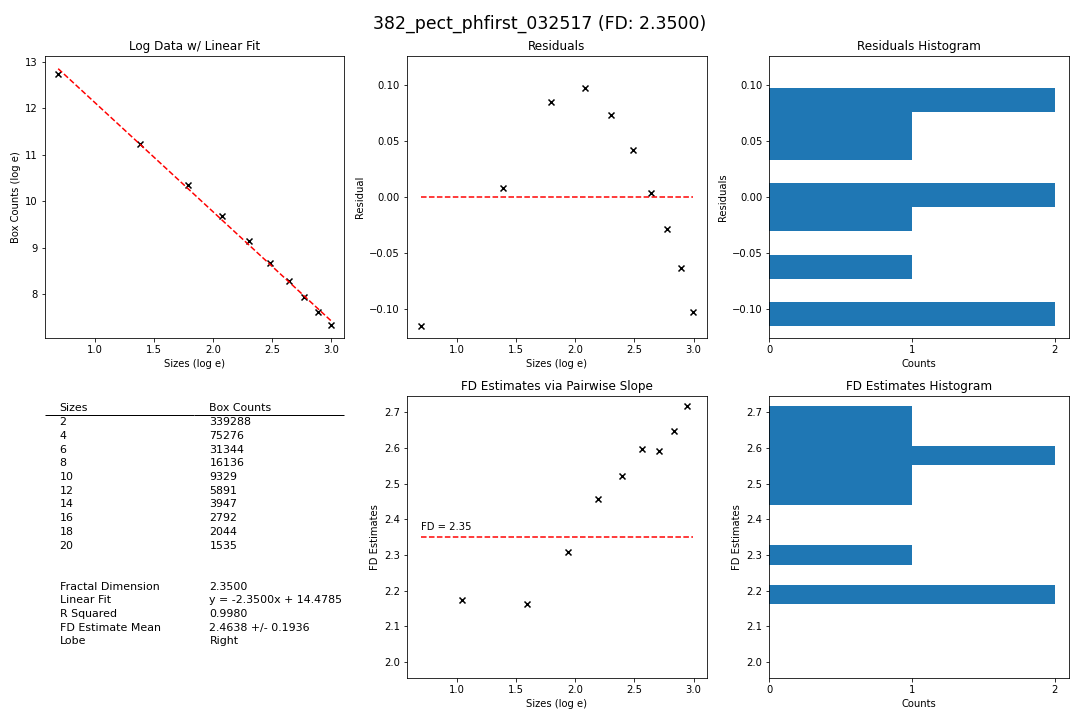 382_pect_phfirst_032517 (FD: 2.3500)
Log Data w/ Linear Fit
13
12
11
10
9
8
Box Counts (log e)
1.0 1.5 2.0 2.5 3.0
Sizes (log e)
Residuals
0.10
0.05
0.00
−0.05
−0.10
Residual
1.0 1.5 2.0 2.5 3.0
Sizes (log e)
Residuals Histogram
0.10
0.05
0.00
−0.05
−0.10
Residuals
0 1 2
Counts
Sizes Box Counts
2 339288
4 75276
6 31344
8 16136
10 9329
12 5891
14 3947
16 2792
18 2044
20 1535
Fractal Dimension 2.3500
Linear Fit y = -2.3500x + 14.4785
R Squared 0.9980
FD Estimate Mean 2.4638 +/- 0.1936
Lobe Right
FD Estimates via Pairwise Slope
2.7
2.6
2.5
2.4
2.3
2.2
2.1
2.0
FD Estimates
FD = 2.35
1.0 1.5 2.0 2.5 3.0
Sizes (log e)
FD Estimates Histogram
2.7
2.6
2.5
2.4
2.3
2.2
2.1
2.0
FD Estimates
0 1 2
Counts